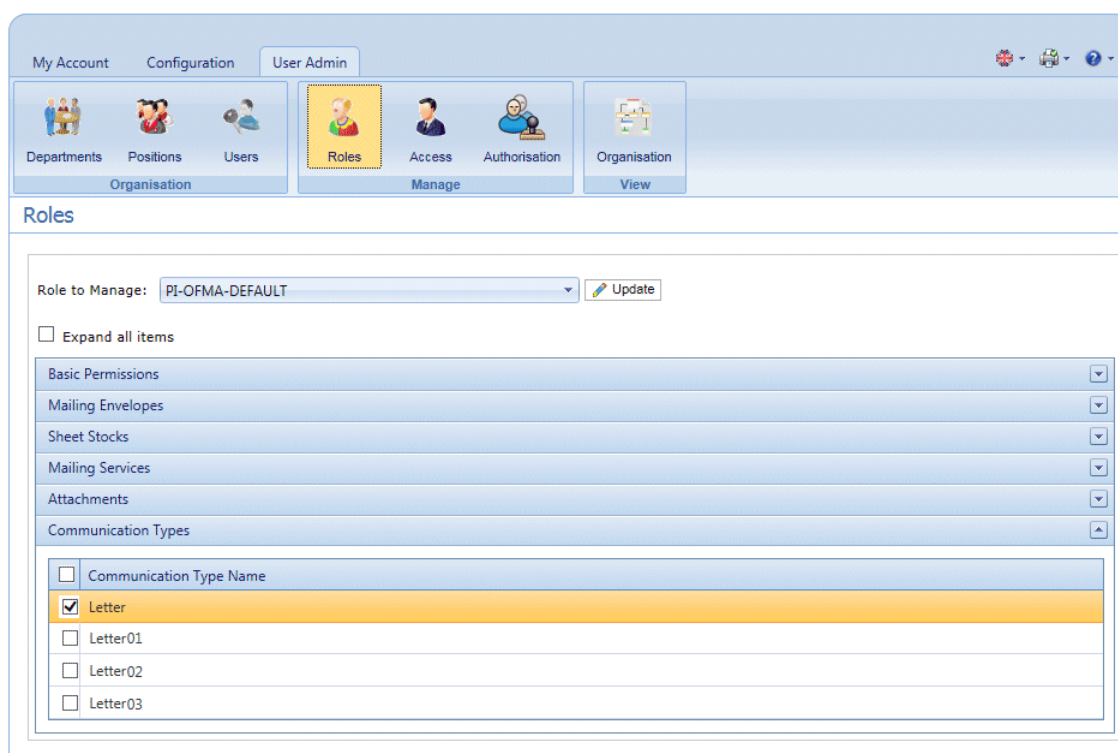 My Account Configuration User Admin
Departments Positions Users Roles Access Authorisation Organisation
Organisation Manage View
Roles
Role to Manage: PI-OFMA-DEFAULT Update
Expand all items
Basic Permissions
Mailing Envelopes
Sheet Stocks
Mailing Services
Attachments
Communication Types
Communication Type Name
Letter
Letter01
Letter02
Letter03